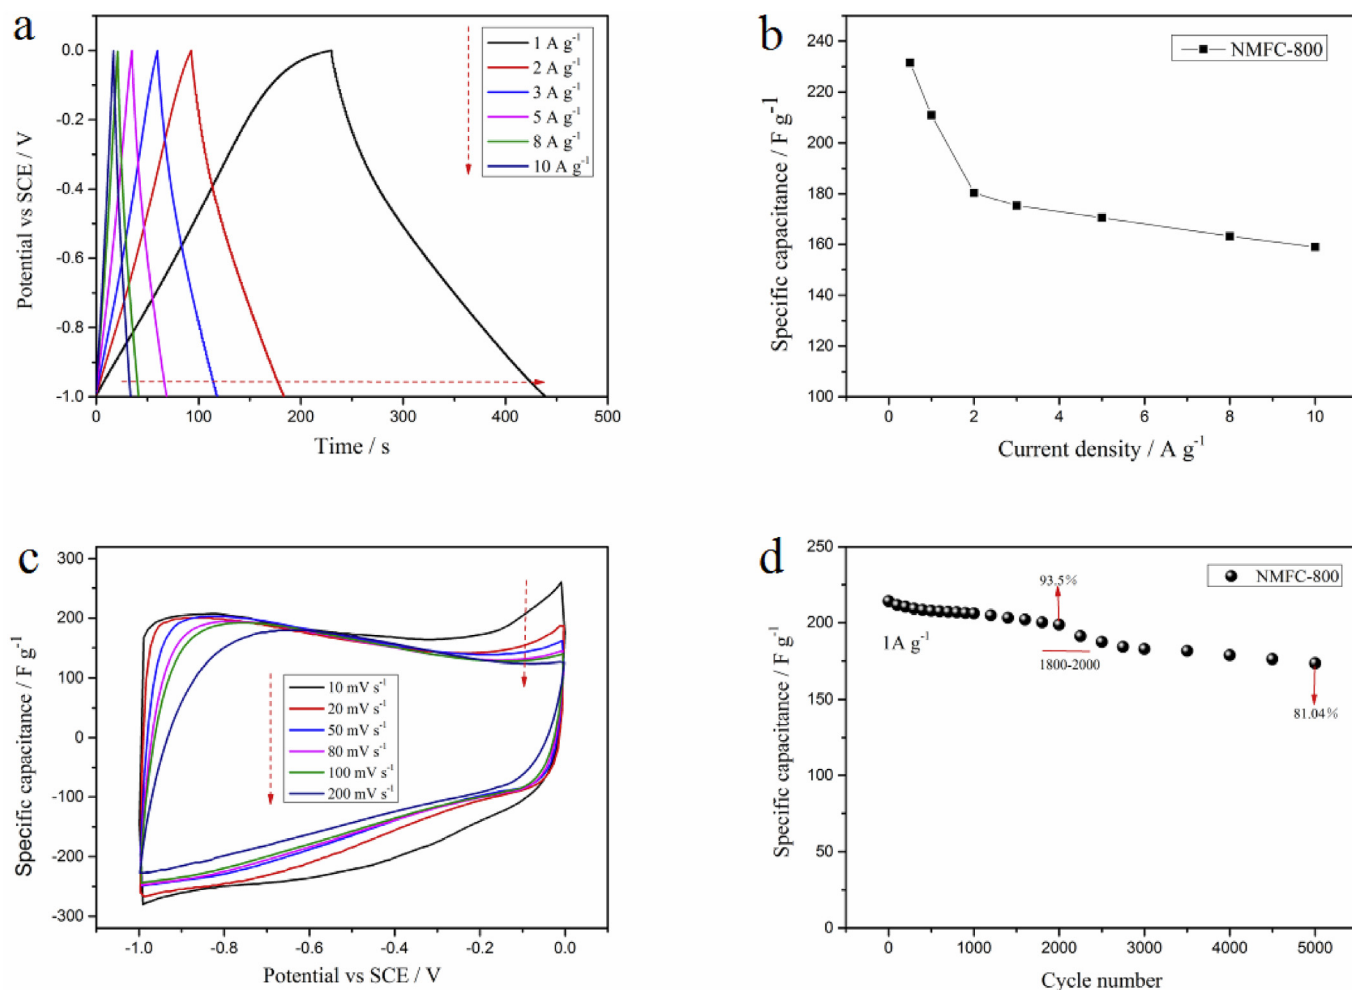 a
0.0
-0.2
-0.4
-0.6
-0.8
-1.0
Potential vs SCE / V
1 A g⁻¹
2 A g⁻¹
3 A g⁻¹
5 A g⁻¹
8 A g⁻¹
10 A g⁻¹
0 100 200 300 400 500
Time / s
b
240
220
200
180
160
140
120
100
Specific capacitance / F g⁻¹
NMFC-800
0 2 4 6 8 10
Current density / A g⁻¹
c
300
200
100
0
-100
-200
-300
Specific capacitance / F g⁻¹
10 mV s⁻¹
20 mV s⁻¹
50 mV s⁻¹
80 mV s⁻¹
100 mV s⁻¹
200 mV s⁻¹
-1.0 -0.8 -0.6 -0.4 -0.2 0.0
Potential vs SCE / V
d
250
200
150
100
50
0
Specific capacitance / F g⁻¹
NMFC-800
93.5%
1A g⁻¹
1800-2000
81.04%
0 1000 2000 3000 4000 5000
Cycle number